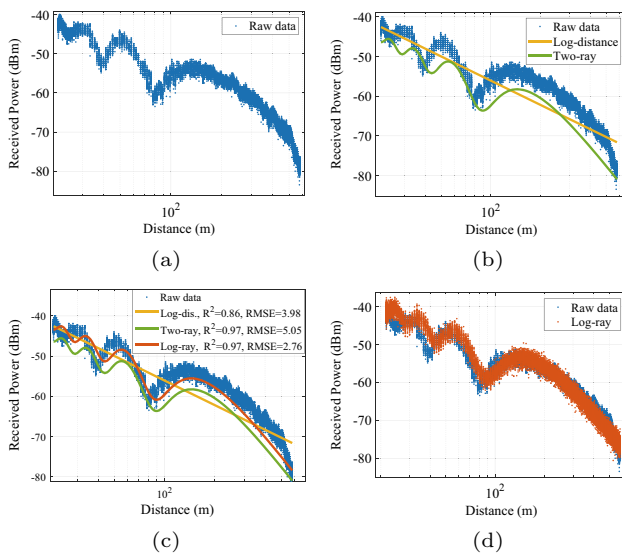 -40
-50
-60
-70
-80
Received Power (dBm)
Raw data
10^2
Distance (m)
(a)
-40
-50
-60
-70
-80
Received Power (dBm)
Raw data
Log-distance
Two-ray
10^2
Distance (m)
(b)
-40
-50
-60
-70
-80
Received Power (dBm)
Raw data
Log-dis., R^2=0.86, RMSE=3.98
Two-ray, R^2=0.97, RMSE=5.05
Log-ray, R^2=0.97, RMSE=2.76
10^2
Distance (m)
(c)
-40
-50
-60
-70
-80
Received Power (dBm)
Raw data
Log-ray
10^2
Distance (m)
(d)